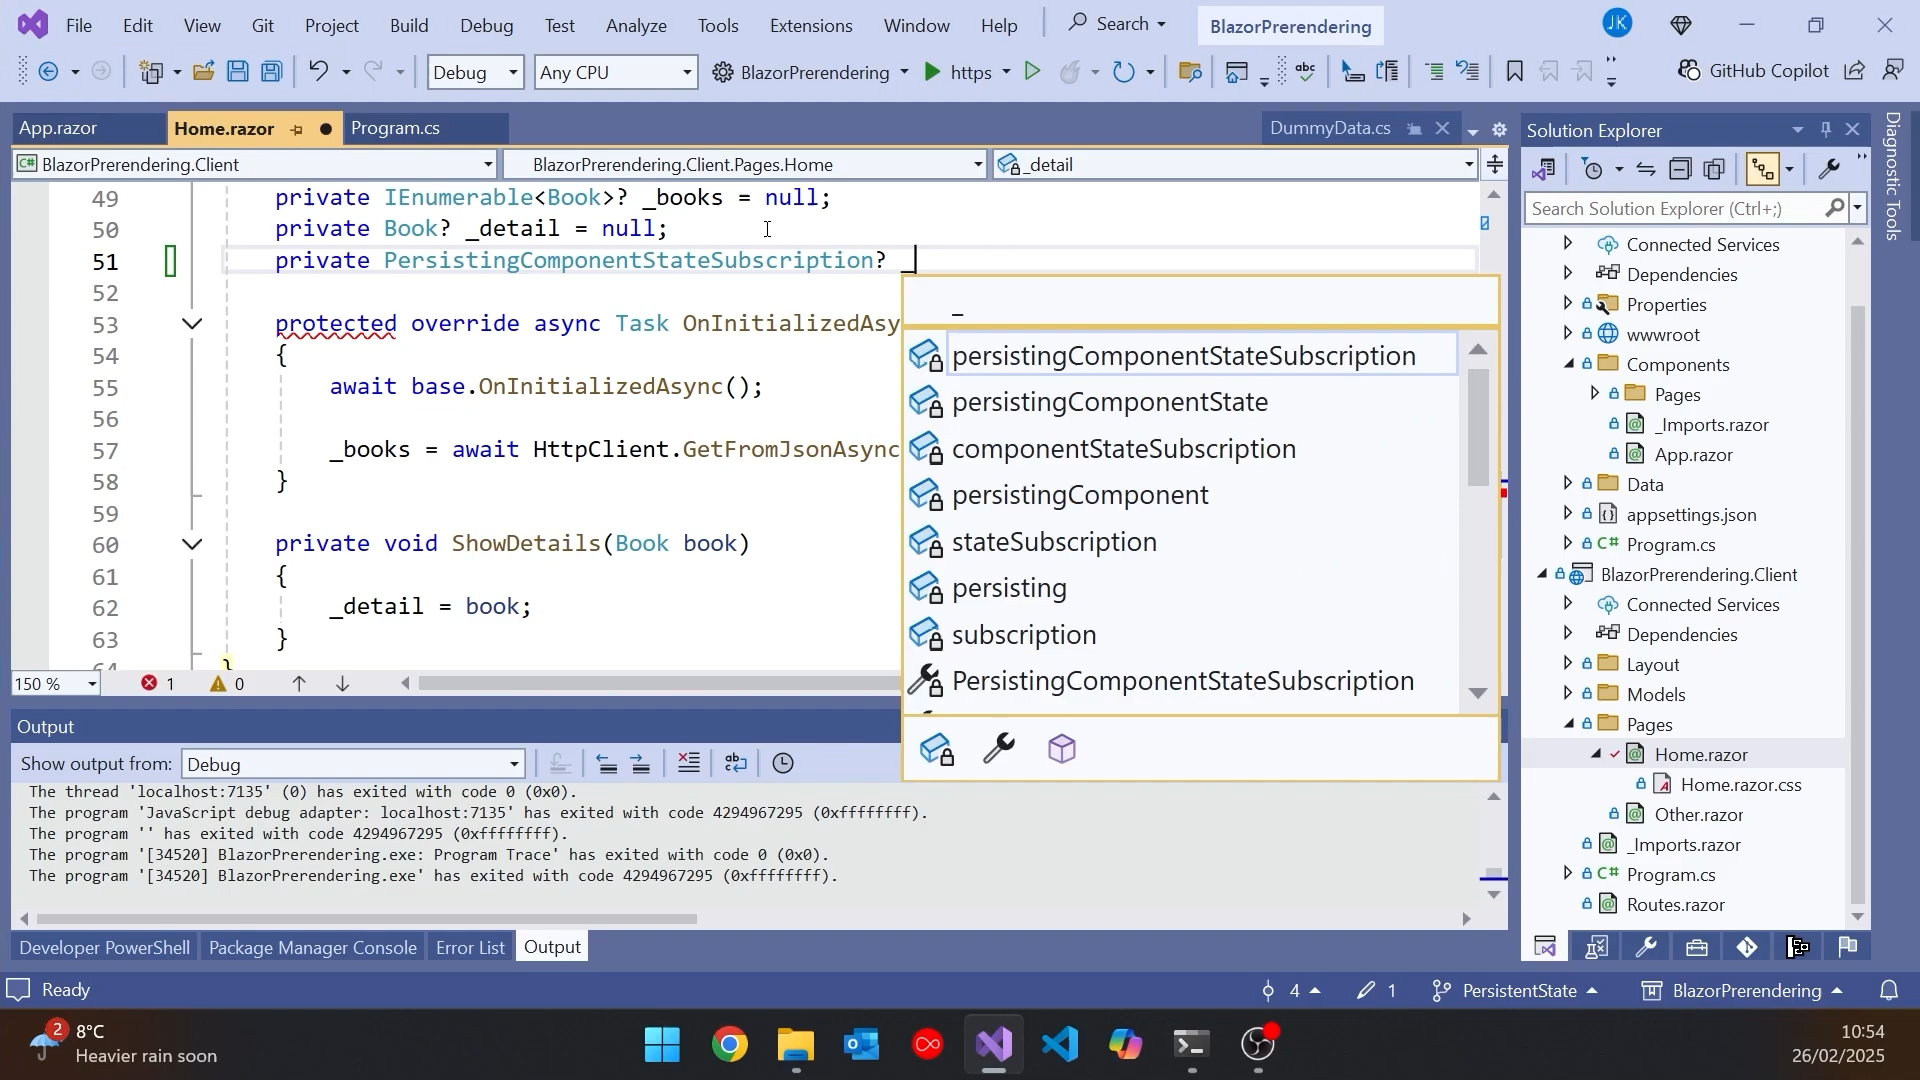 File Edit View Git Project Build Debug Test Analyze Tools Extensions Window Help Search BlazorPrerendering JK
Debug Any CPU BlazorPrerendering https GitHub Copilot
App.razor Home.razor Program.cs DummyData.cs
BlazorPrerendering.Client BlazorPrerendering.Client.Pages.Home _detail
49 private IEnumerable<Book>? _books = null;
50 private Book? _detail = null;
51 private PersistingComponentStateSubscription? _
52
53 protected override async Task OnInitializedAsy
54 {
55 await base.OnInitializedAsync();
56
57 _books = await HttpClient.GetFromJsonAsync
58 }
59
60 private void ShowDetails(Book book)
61 {
62 _detail = book;
63 }
64 }
_
persistingComponentStateSubscription
persistingComponentState
componentStateSubscription
persistingComponent
stateSubscription
persisting
subscription
PersistingComponentStateSubscription
150 % 1 0
Output
Show output from: Debug
The thread 'localhost:7135' (0) has exited with code 0 (0x0).
The program 'JavaScript debug adapter: localhost:7135' has exited with code 4294967295 (0xffffffff).
The program '' has exited with code 4294967295 (0xffffffff).
The program '[34520] BlazorPrerendering.exe: Program Trace' has exited with code 0 (0x0).
The program '[34520] BlazorPrerendering.exe' has exited with code 4294967295 (0xffffffff).
Developer PowerShell Package Manager Console Error List Output
Solution Explorer
Search Solution Explorer (Ctrl+;)
Connected Services
Dependencies
Properties
wwwroot
Components
Pages
_Imports.razor
App.razor
Data
appsettings.json
C# Program.cs
BlazorPrerendering.Client
Connected Services
Dependencies
Layout
Models
Pages
Home.razor
Home.razor.css
Other.razor
_Imports.razor
C# Program.cs
Routes.razor
Diagnostic Tools
Ready 4 1 PersistentState BlazorPrerendering
2 8°C
Heavier rain soon
10:54
26/02/2025